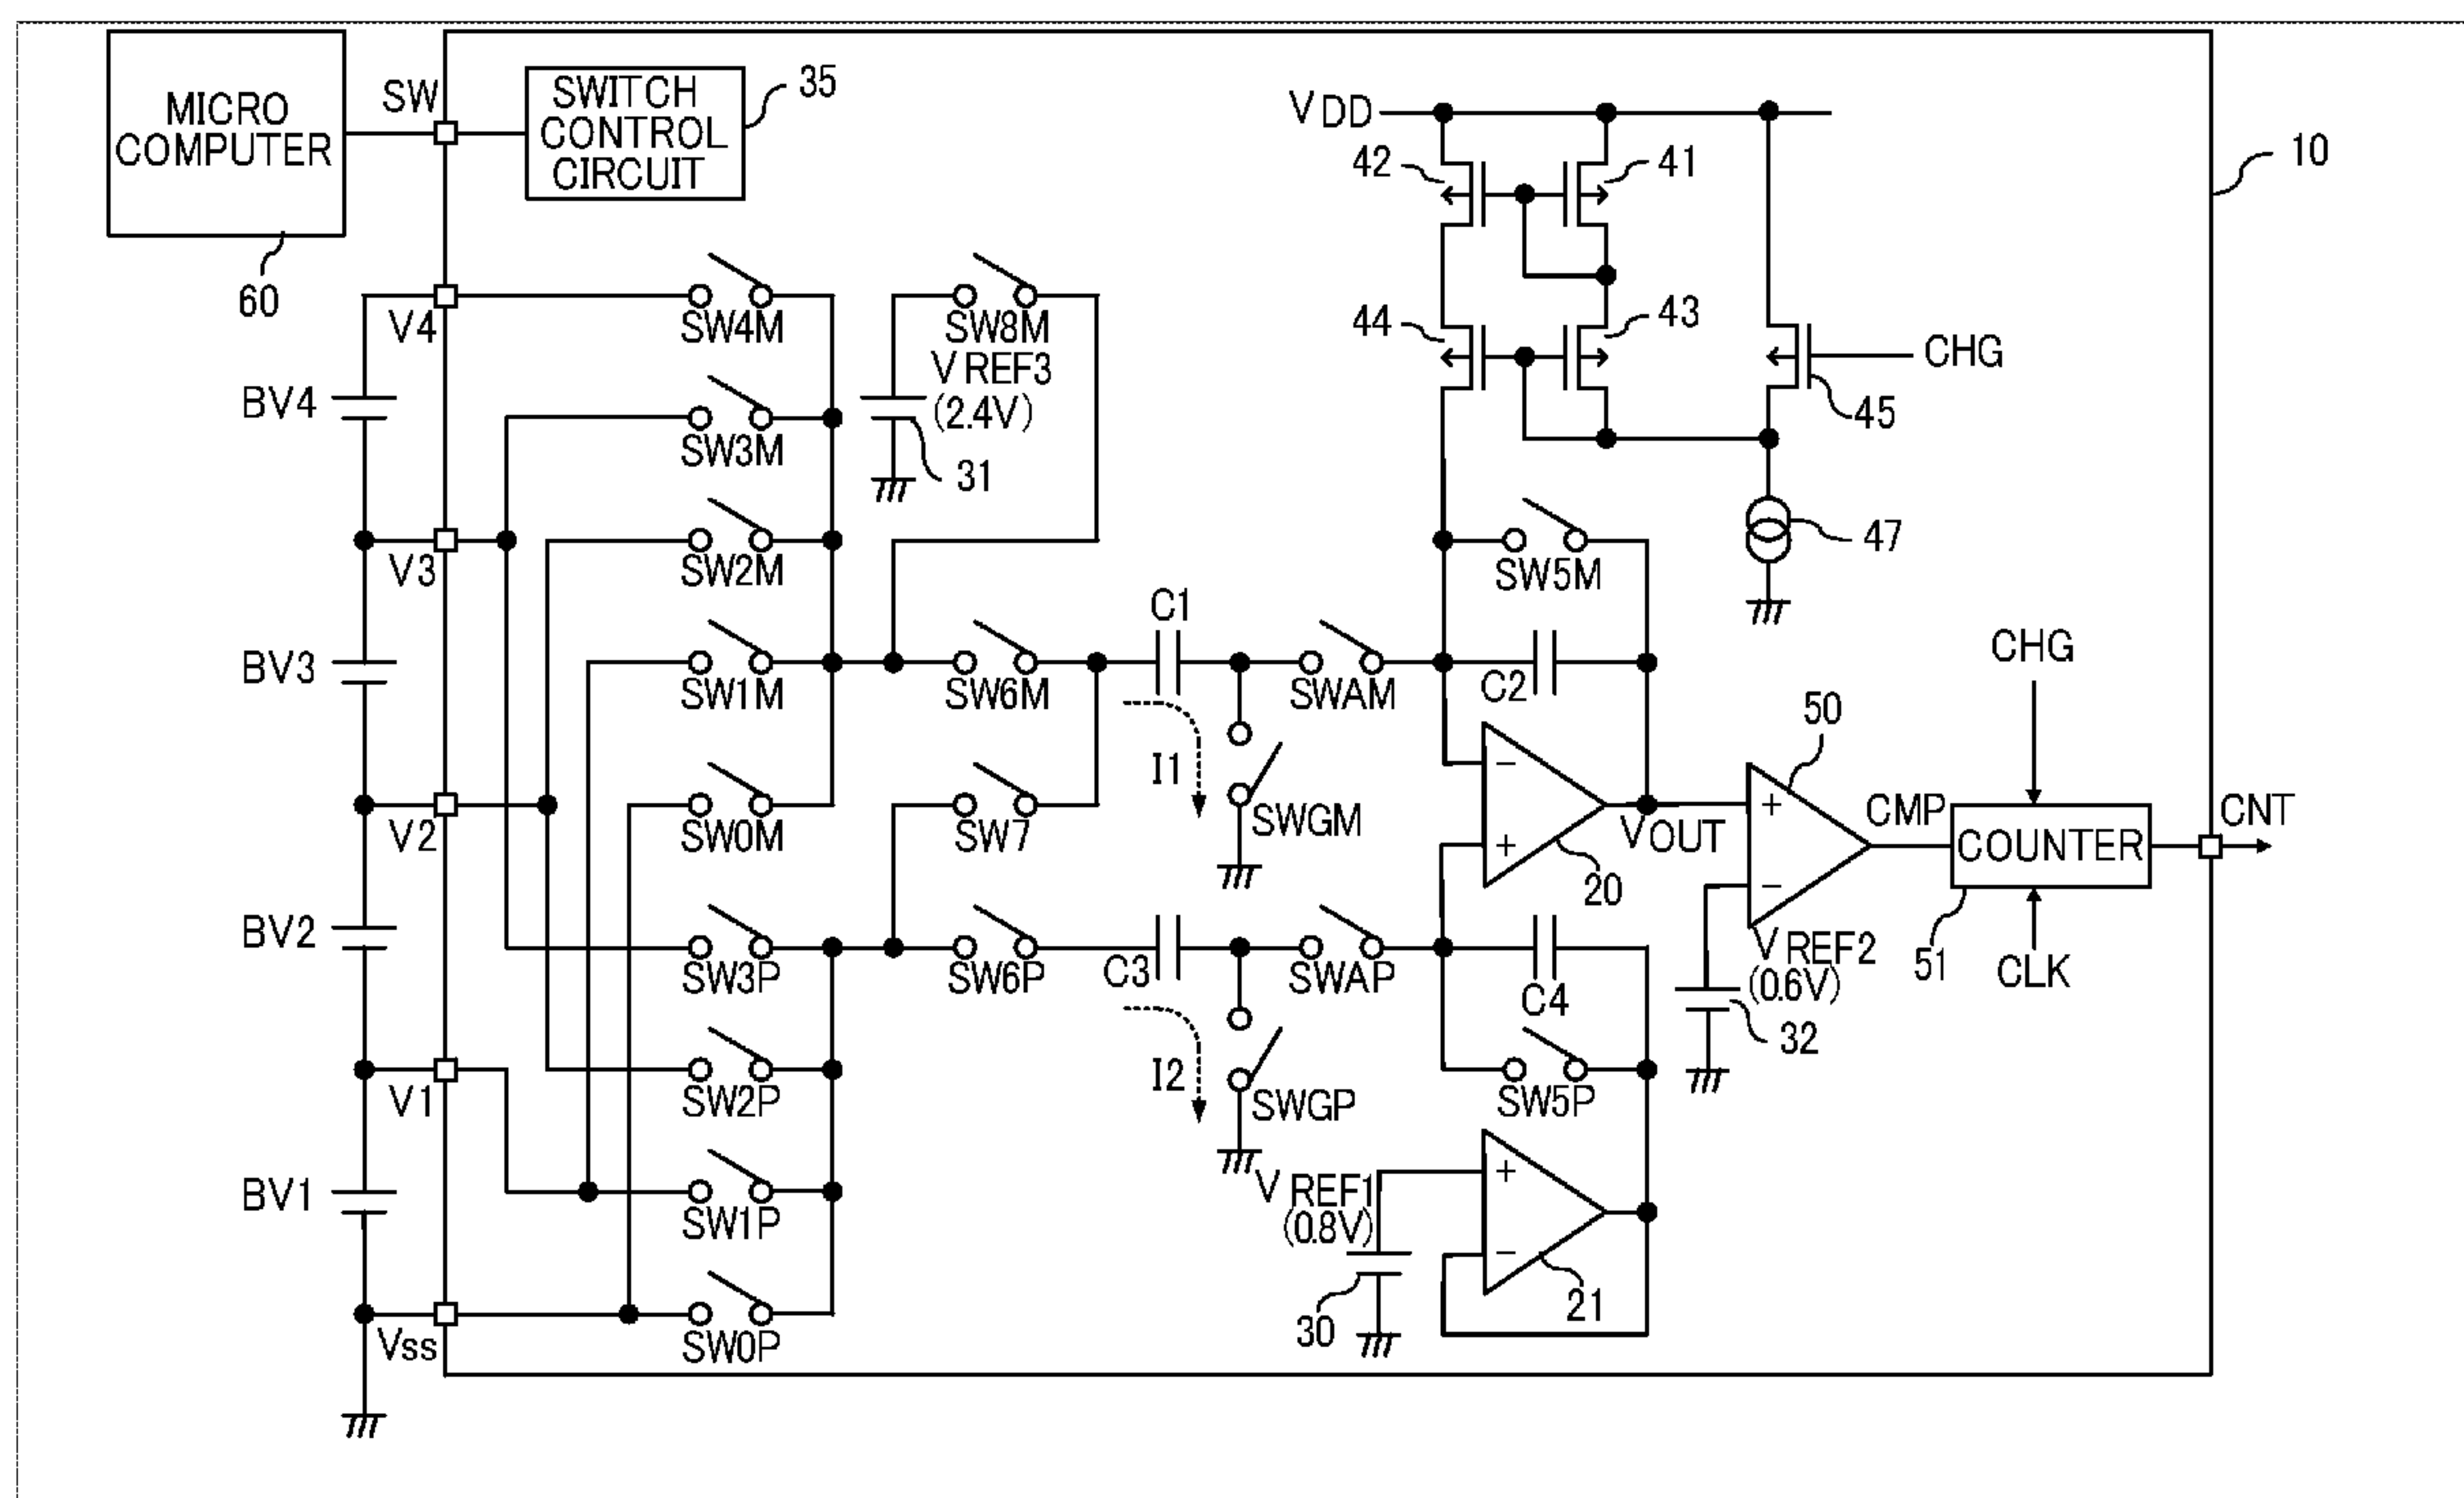 MICRO
COMPUTER
60
SW
SWITCH
CONTROL
CIRCUIT
35
10
VDD
42
41
44
43
CHG
45
47
V4
V3
V2
V1
Vss
BV4
BV3
BV2
BV1
SW4M
SW3M
SW2M
SW1M
SW0M
SW3P
SW2P
SW1P
SW0P
SW8M
VREF3
(2.4V)
31
SW6M
SW7
SW6P
C1
I1
SWGM
SWAM
C3
I2
SWGP
SWAP
SW5M
C2
−
+
20
VOUT
C4
SW5P
VREF1
(0.8V)
30
+
−
21
50
+
−
VREF2
(0.6V)
32
CMP
CHG
COUNTER
51
CLK
CNT